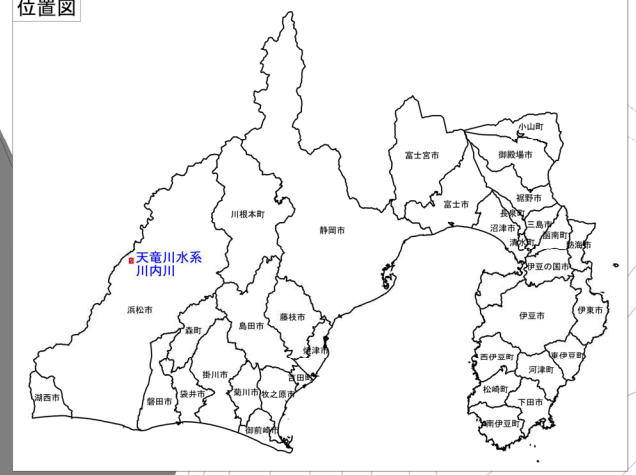 位置図
小山町
富士宮市
御殿場市
裾野市
富士市
長泉町
川根本町
三島市
沼津市
静岡市
函南町
清水町
熱海市
天竜川水系
川内川
伊豆の国市
浜松市
伊豆市
伊東市
藤枝市
島田市
森町
焼津市
西伊豆町
東伊豆町
河津町
掛川市
吉田町
松崎町
菊川市
牧之原市
袋井市
湖西市
磐田市
下田市
南伊豆町
御前崎市